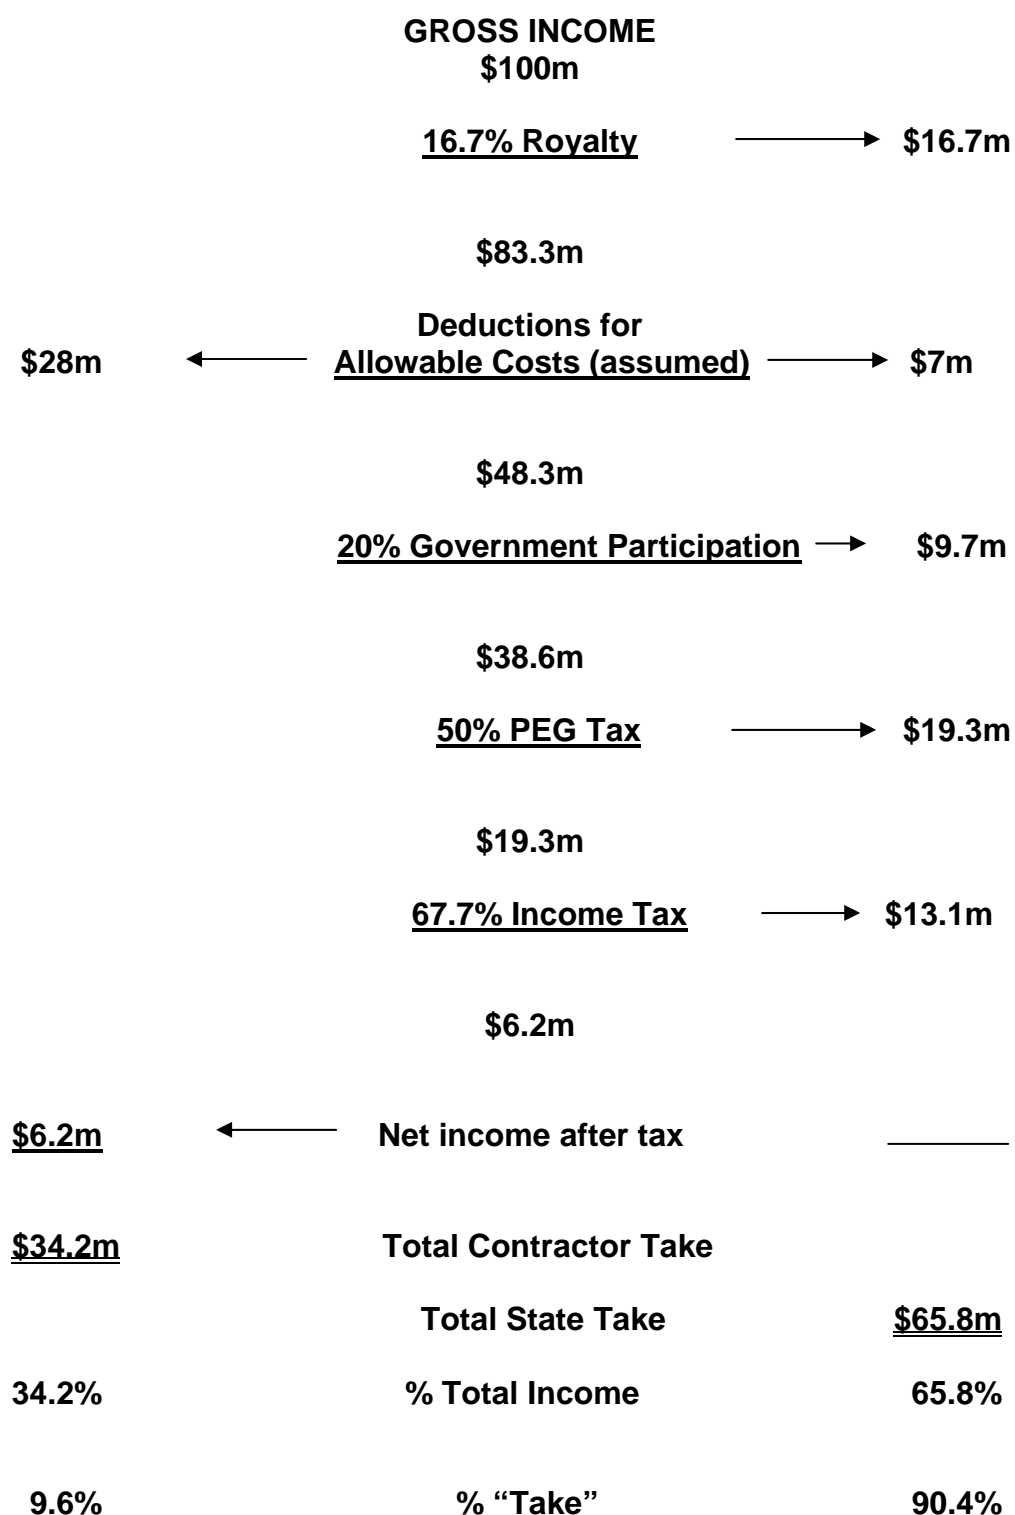 GROSS INCOME
$100m
16.7% Royalty $16.7m
$83.3m
Deductions for
$28m Allowable Costs (assumed) $7m
$48.3m
20% Government Participation $9.7m
$38.6m
50% PEG Tax $19.3m
$19.3m
67.7% Income Tax $13.1m
$6.2m
$6.2m Net income after tax
$34.2m Total Contractor Take
Total State Take $65.8m
34.2% % Total Income 65.8%
9.6% % “Take” 90.4%